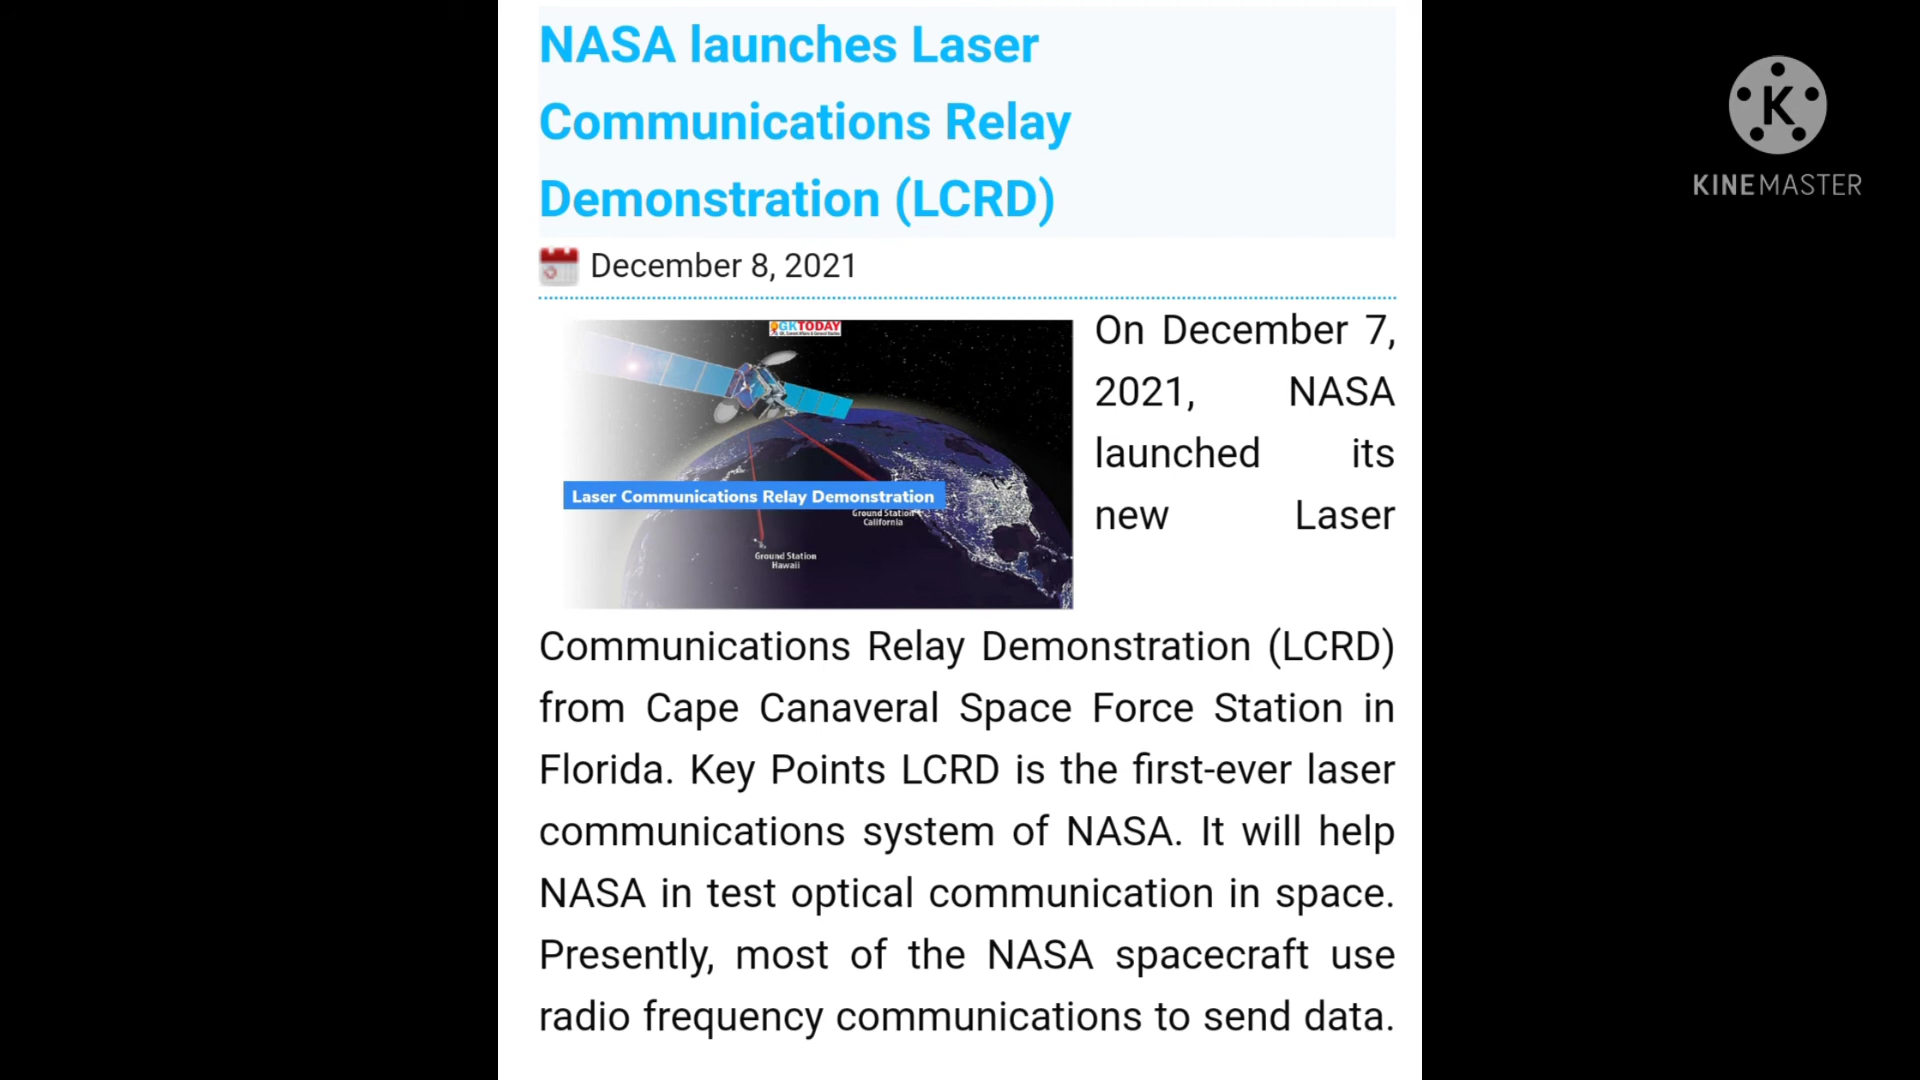 NASA launches Laser
Communications Relay
Demonstration (LCRD)
December 8, 2021
GKTODAY
Laser Communications Relay Demonstration
Ground Station
California
Ground Station
Hawaii
On December 7,
2021, NASA
launched its
new Laser
Communications Relay Demonstration (LCRD)
from Cape Canaveral Space Force Station in
Florida. Key Points LCRD is the first-ever laser
communications system of NASA. It will help
NASA in test optical communication in space.
Presently, most of the NASA spacecraft use
radio frequency communications to send data.
K
KINEMASTER